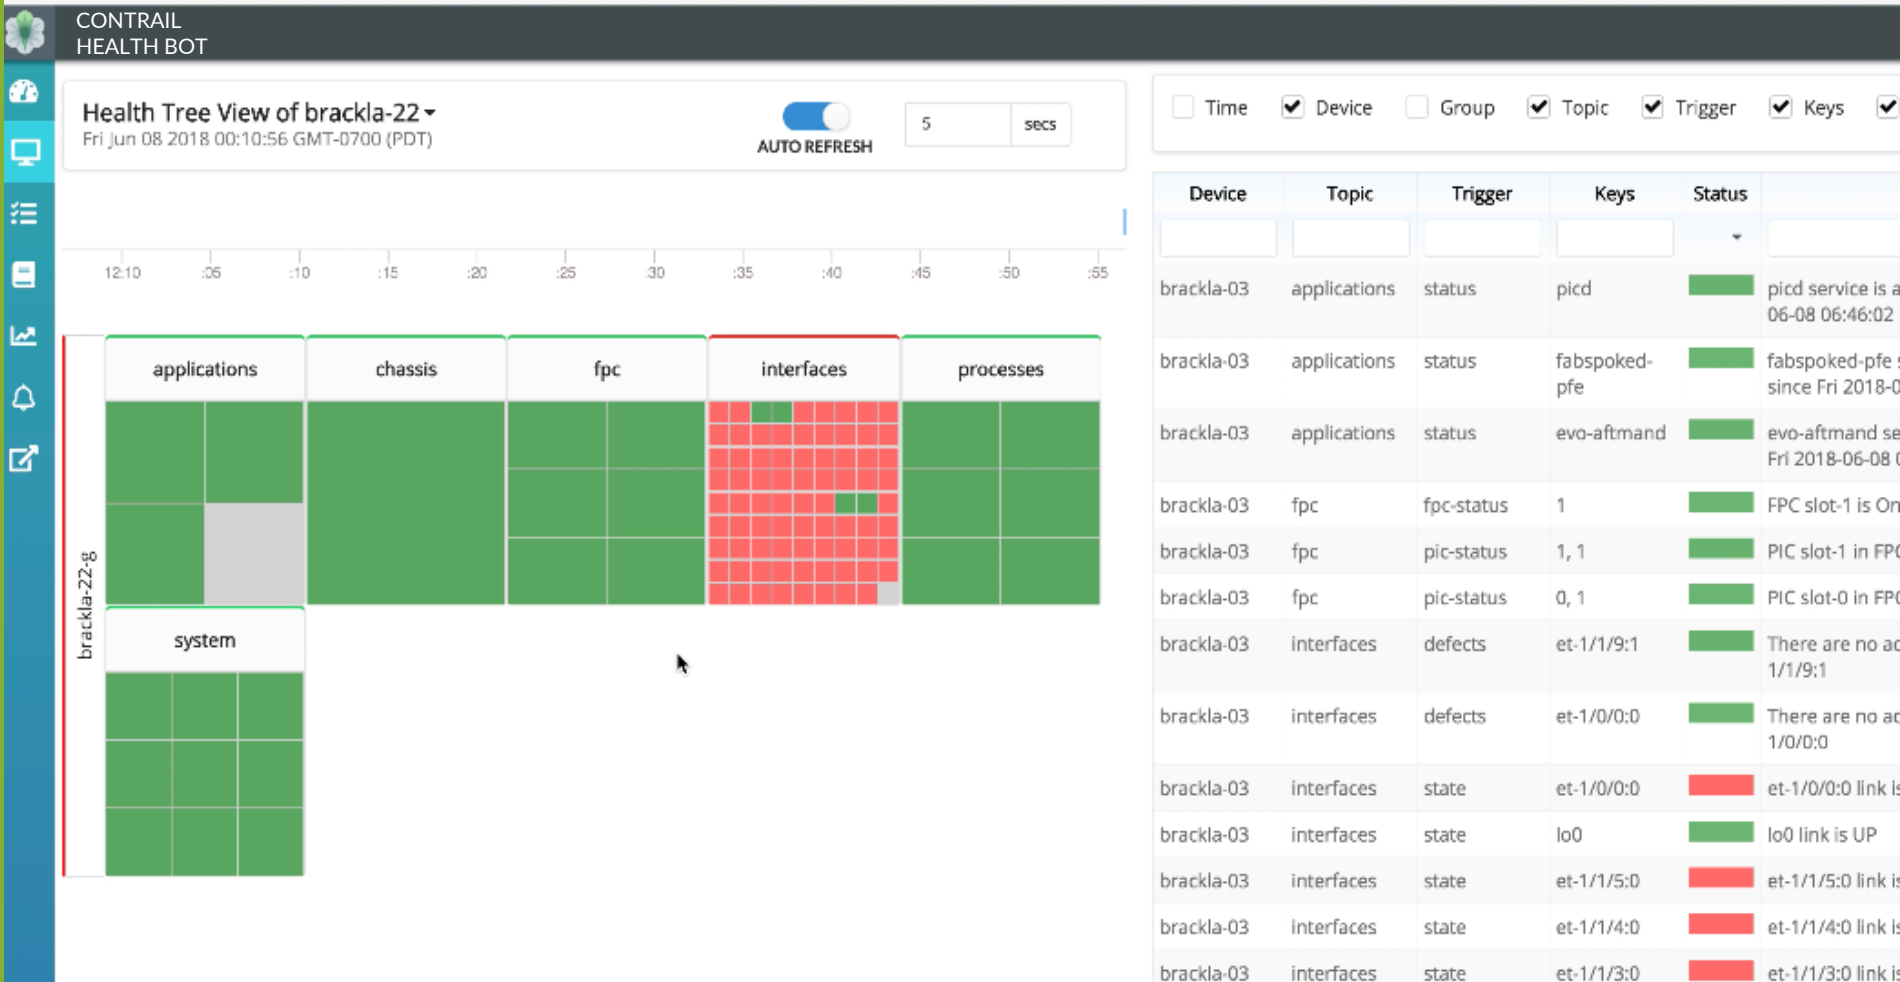 CONTRAIL
HEALTH BOT
Health Tree View of brackla-22
Fri Jun 08 2018 00:10:56 GMT-0700 (PDT)
AUTO REFRESH
5 secs
12:10 :05 :10 :15 :20 :25 :30 :35 :40 :45 :50 :55
brackla-22-g
applications chassis fpc interfaces processes
system
Time Device Group Topic Trigger Keys
Device Topic Trigger Keys Status
brackla-03 applications status picd picd service is a
06-08 06:46:02
brackla-03 applications status fabspoked- fabspoked-pfe s
pfe since Fri 2018-0
brackla-03 applications status evo-aftmand evo-aftmand se
Fri 2018-06-08 0
brackla-03 fpc fpc-status 1 FPC slot-1 is On
brackla-03 fpc pic-status 1, 1 PIC slot-1 in FPC
brackla-03 fpc pic-status 0, 1 PIC slot-0 in FPC
brackla-03 interfaces defects et-1/1/9:1 There are no ac
1/1/9:1
brackla-03 interfaces defects et-1/0/0:0 There are no ac
1/0/0:0
brackla-03 interfaces state et-1/0/0:0 et-1/0/0:0 link is
brackla-03 interfaces state lo0 lo0 link is UP
brackla-03 interfaces state et-1/1/5:0 et-1/1/5:0 link is
brackla-03 interfaces state et-1/1/4:0 et-1/1/4:0 link is
brackla-03 interfaces state et-1/1/3:0 et-1/1/3:0 link is